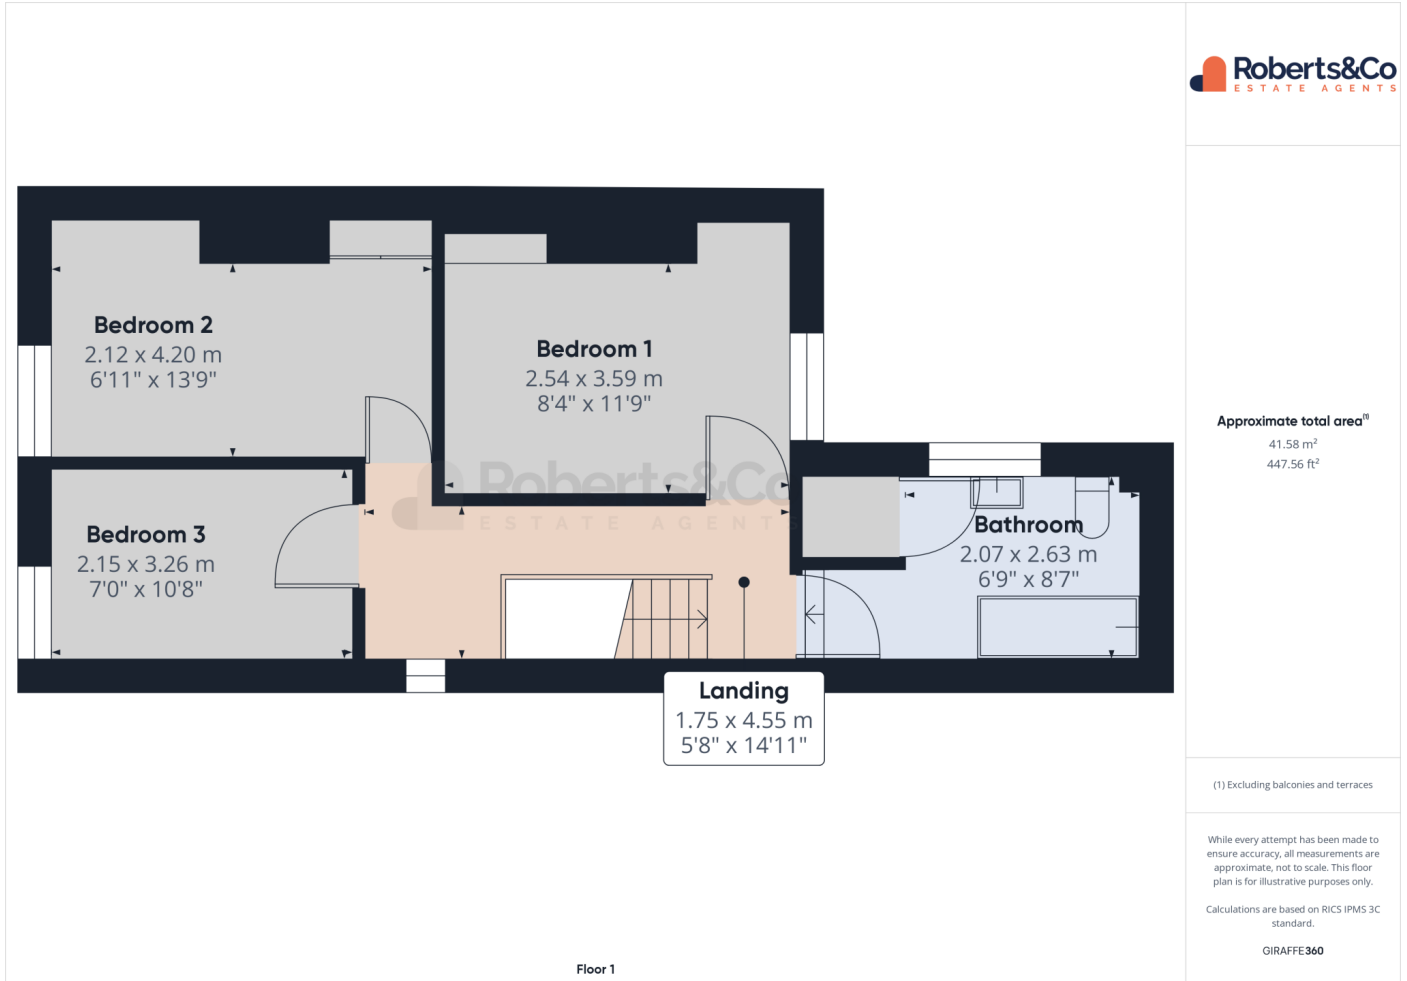 Roberts&Co
ESTATE AGENTS
Bedroom 2
2.12 x 4.20 m
6'11" x 13'9"
Bedroom 1
2.54 x 3.59 m
8'4" x 11'9"
Roberts&Co
ESTATE AGENTS
Bedroom 3
2.15 x 3.26 m
7'0" x 10'8"
Bathroom
2.07 x 2.63 m
6'9" x 8'7"
Landing
1.75 x 4.55 m
5'8" x 14'11"
Floor 1
Approximate total area(1)
41.58 m²
447.56 ft²
(1) Excluding balconies and terraces
While every attempt has been made to
ensure accuracy, all measurements are
approximate, not to scale. This floor
plan is for illustrative purposes only.
Calculations are based on RICS IPMS 3C
standard.
GIRAFFE360